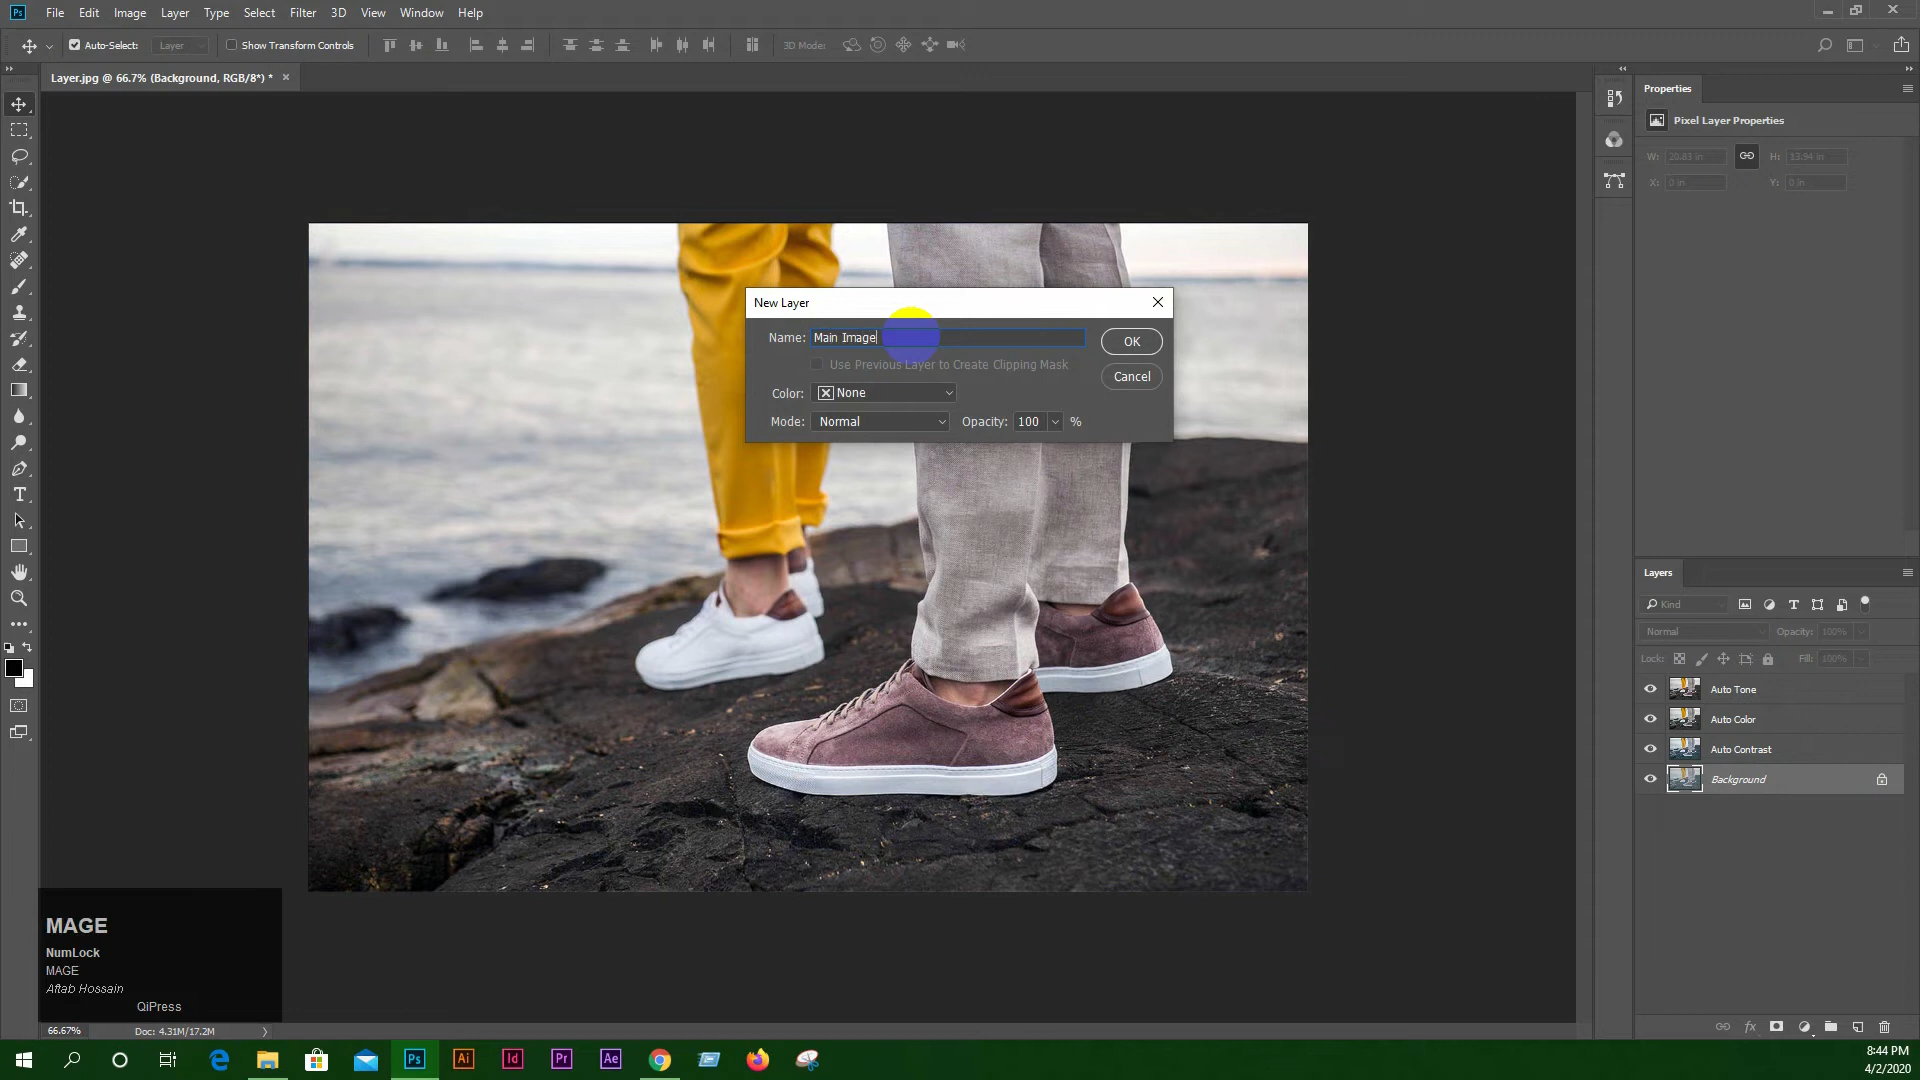 Ps File Edit Image Layer Type Select Filter 3D View Window Help
Auto-Select: Layer Show Transform Controls 3D Mode:
Layer.jpg @ 66.7% (Background, RGB/8*) *
Properties
Pixel Layer Properties
W: 20.83 in H: 13.94 in
X: 0 in Y: 0 in
New Layer
Name: Main Image
OK
Use Previous Layer to Create Clipping Mask
Cancel
Color: None
Mode: Normal Opacity: 100 %
Layers
Kind
Normal Opacity: 100%
Lock: Fill: 100%
Auto Tone
Auto Color
Auto Contrast
Background
MAGE
NumLock
MAGE
Aftab Hossain
QiPress
66.67% Doc: 4.31M/17.2M
Ps Ai Id Pr Ae
8:44 PM
4/2/2020